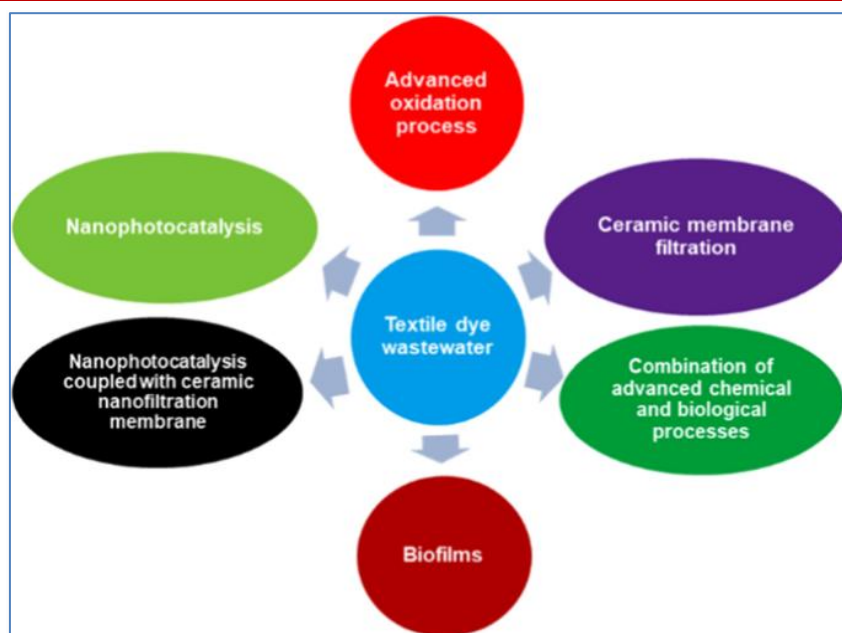 Advanced
oxidation
process
Nanophotocatalysis
Ceramic membrane
filtration
Textile dye
wastewater
Nanophotocatalysis
coupled with ceramic
nanofiltration
membrane
Combination of
advanced chemical
and biological
processes
Biofilms